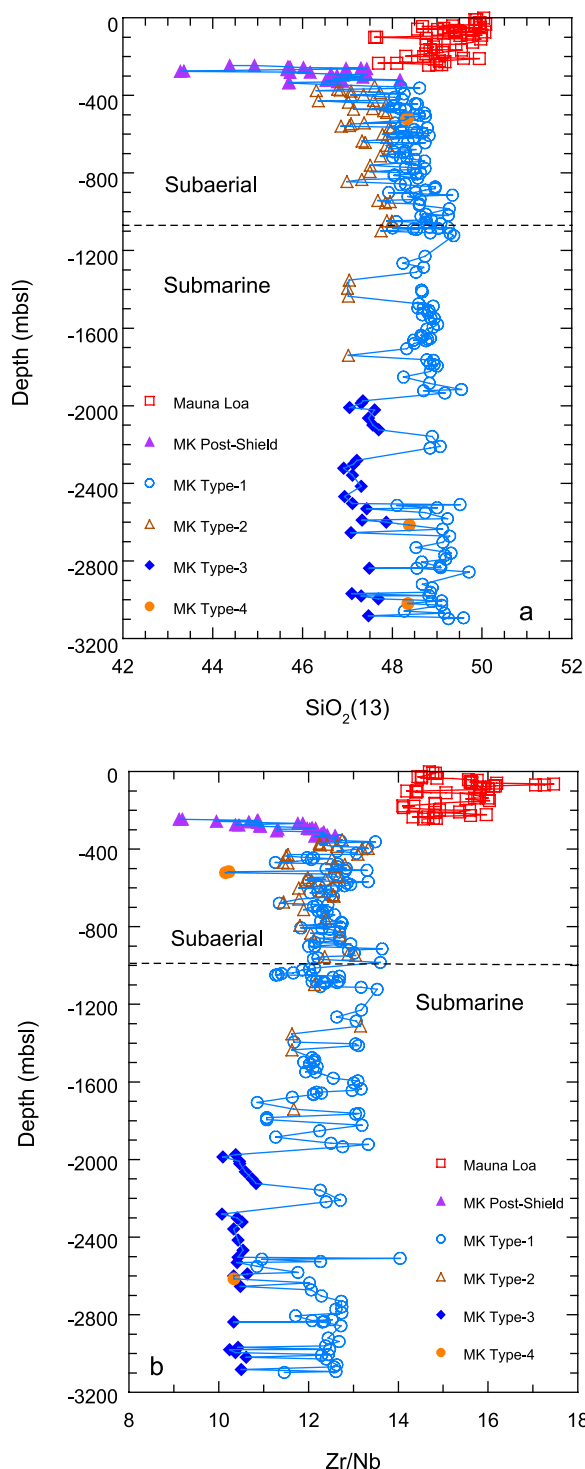 0
-400
-800
-1200
-1600
-2000
-2400
-2800
-3200
Depth (mbsl)
Subaerial
Submarine
Mauna Loa
MK Post-Shield
MK Type-1
MK Type-2
MK Type-3
MK Type-4
a
42 44 46 48 50 52
SiO₂(13)
0
-400
-800
-1200
-1600
-2000
-2400
-2800
-3200
Depth (mbsl)
Subaerial
Submarine
Mauna Loa
MK Post-Shield
MK Type-1
MK Type-2
MK Type-3
MK Type-4
b
8 10 12 14 16 18
Zr/Nb